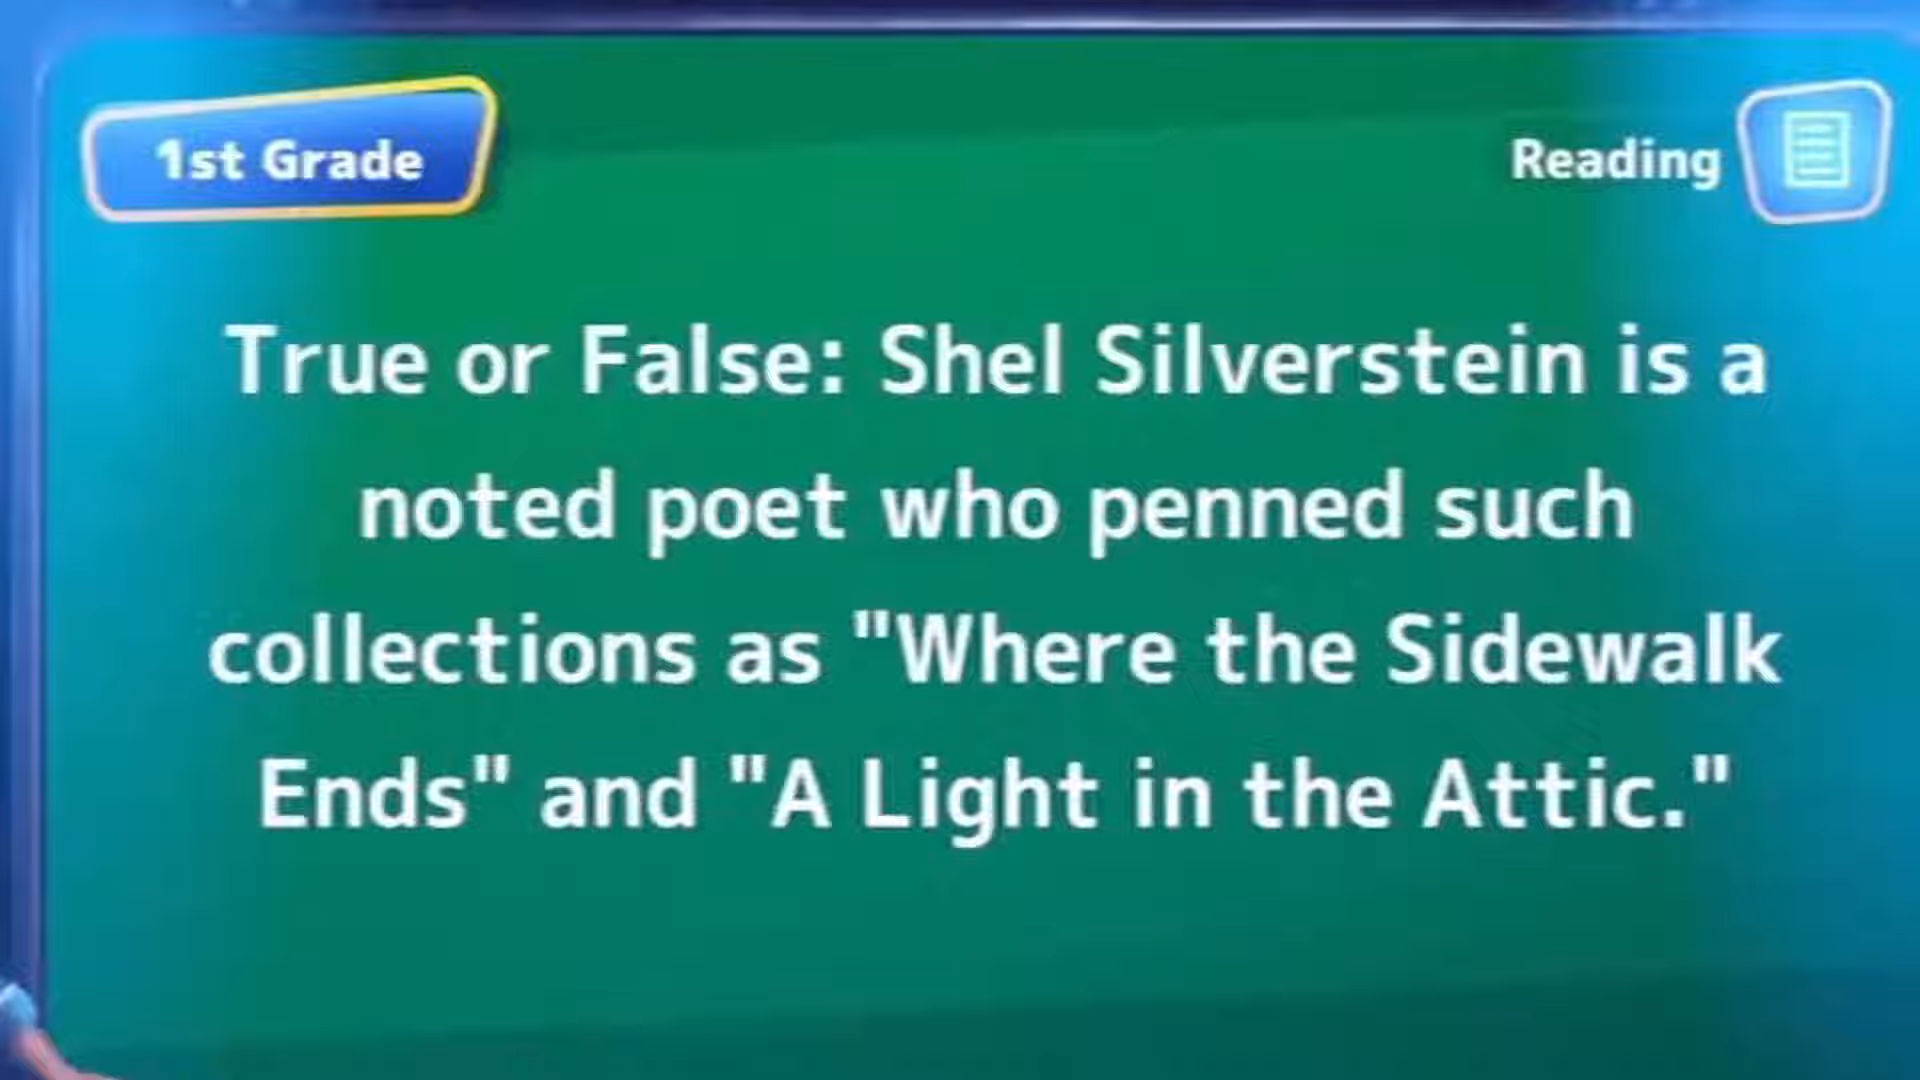 1st Grade
Reading
True or False: Shel Silverstein is a
noted poet who penned such
collections as "Where the Sidewalk
Ends" and "A Light in the Attic."